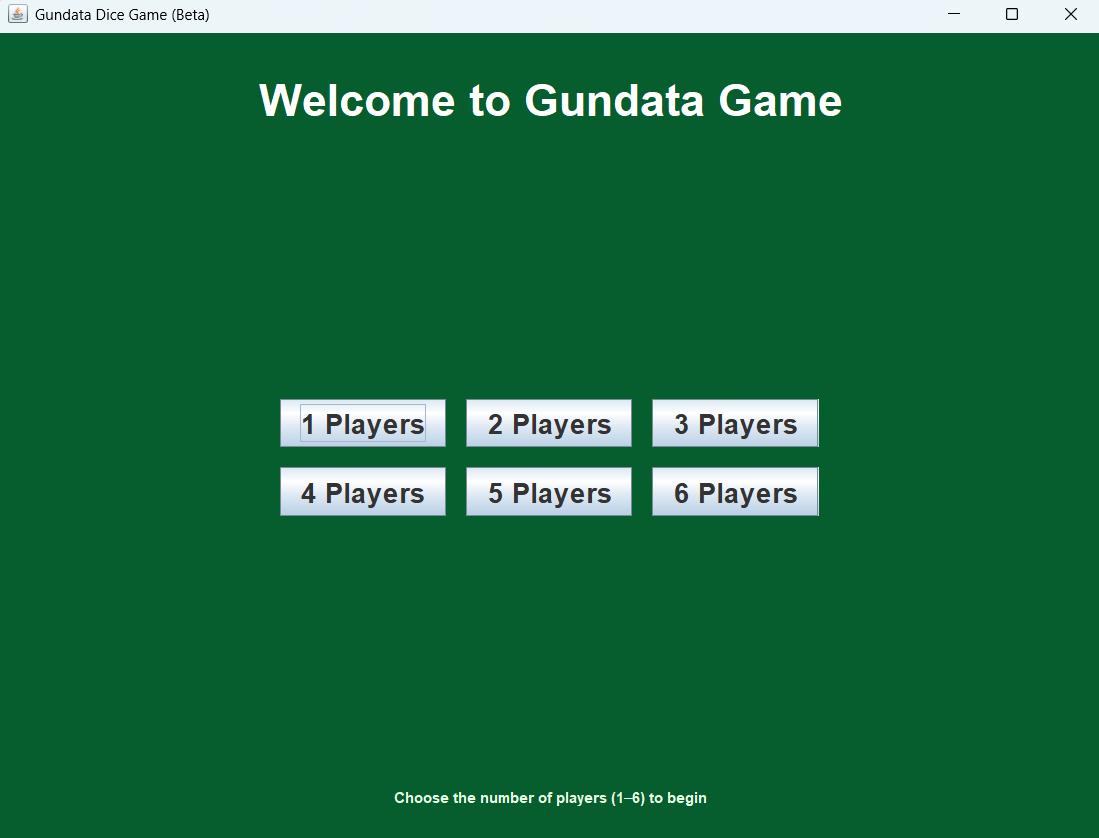 Gundata Dice Game (Beta)
Welcome to Gundata Game
1 Players 2 Players 3 Players
4 Players 5 Players 6 Players
Choose the number of players (1–6) to begin